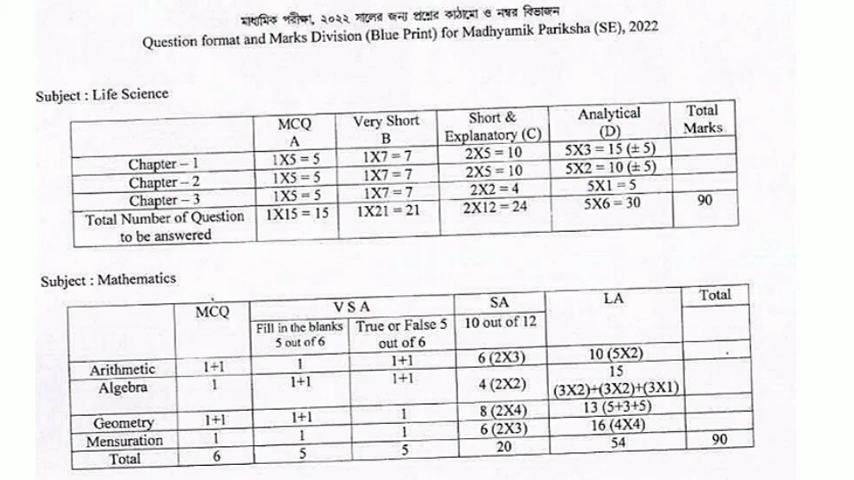 মাধ্যমিক পরীক্ষা, ২০২২ সালের জন্য প্রশ্নের কাঠামো ও নম্বর বিভাজন
Question format and Marks Division (Blue Print) for Madhyamik Pariksha (SE), 2022
Subject : Life Science
MCQ A Very Short B Short & Explanatory (C) Analytical (D) Total Marks
Chapter – 1 1X5 = 5 1X7 = 7 2X5 = 10 5X3 = 15 (± 5)
Chapter – 2 1X5 = 5 1X7 = 7 2X5 = 10 5X2 = 10 (± 5)
Chapter – 3 1X5 = 5 1X7 = 7 2X2 = 4 5X1 = 5
Total Number of Question to be answered 1X15 = 15 1X21 = 21 2X12 = 24 5X6 = 30 90
Subject : Mathematics
MCQ V S A SA LA Total
Fill in the blanks 5 out of 6 True or False 5 out of 6 10 out of 12
Arithmetic 1+1 1 1+1 6 (2X3) 10 (5X2)
Algebra 1 1+1 1+1 4 (2X2) 15 (3X2)+(3X2)+(3X1)
Geometry 1+1 1+1 1 8 (2X4) 13 (5+3+5)
Mensuration 1 1 1 6 (2X3) 16 (4X4)
Total 6 5 5 20 54 90